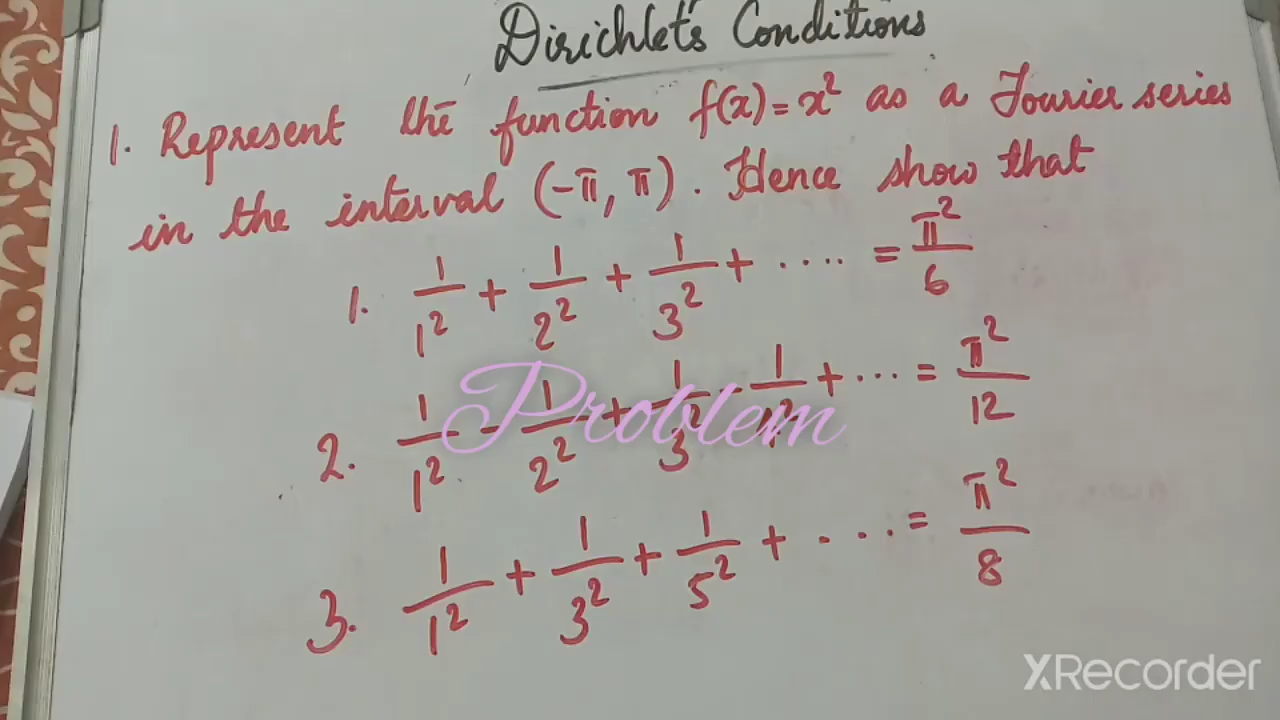 Dirichlet's Conditions
1. Represent the function f(x) = x² as a Fourier series
in the interval (-π, π). Hence show that
1. 1/1² + 1/2² + 1/3² + .... = π²/6
2. 1/1² - 1/2² + 1/3² - 1/4² + ... = π²/12
Problem
3. 1/1² + 1/3² + 1/5² + .... = π²/8
XRecorder